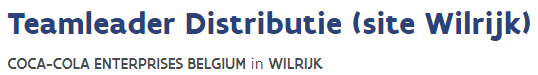 Teamleader Distributie (site Wilrijk)
COCA-COLA ENTERPRISES BELGIUM in WILRIJK